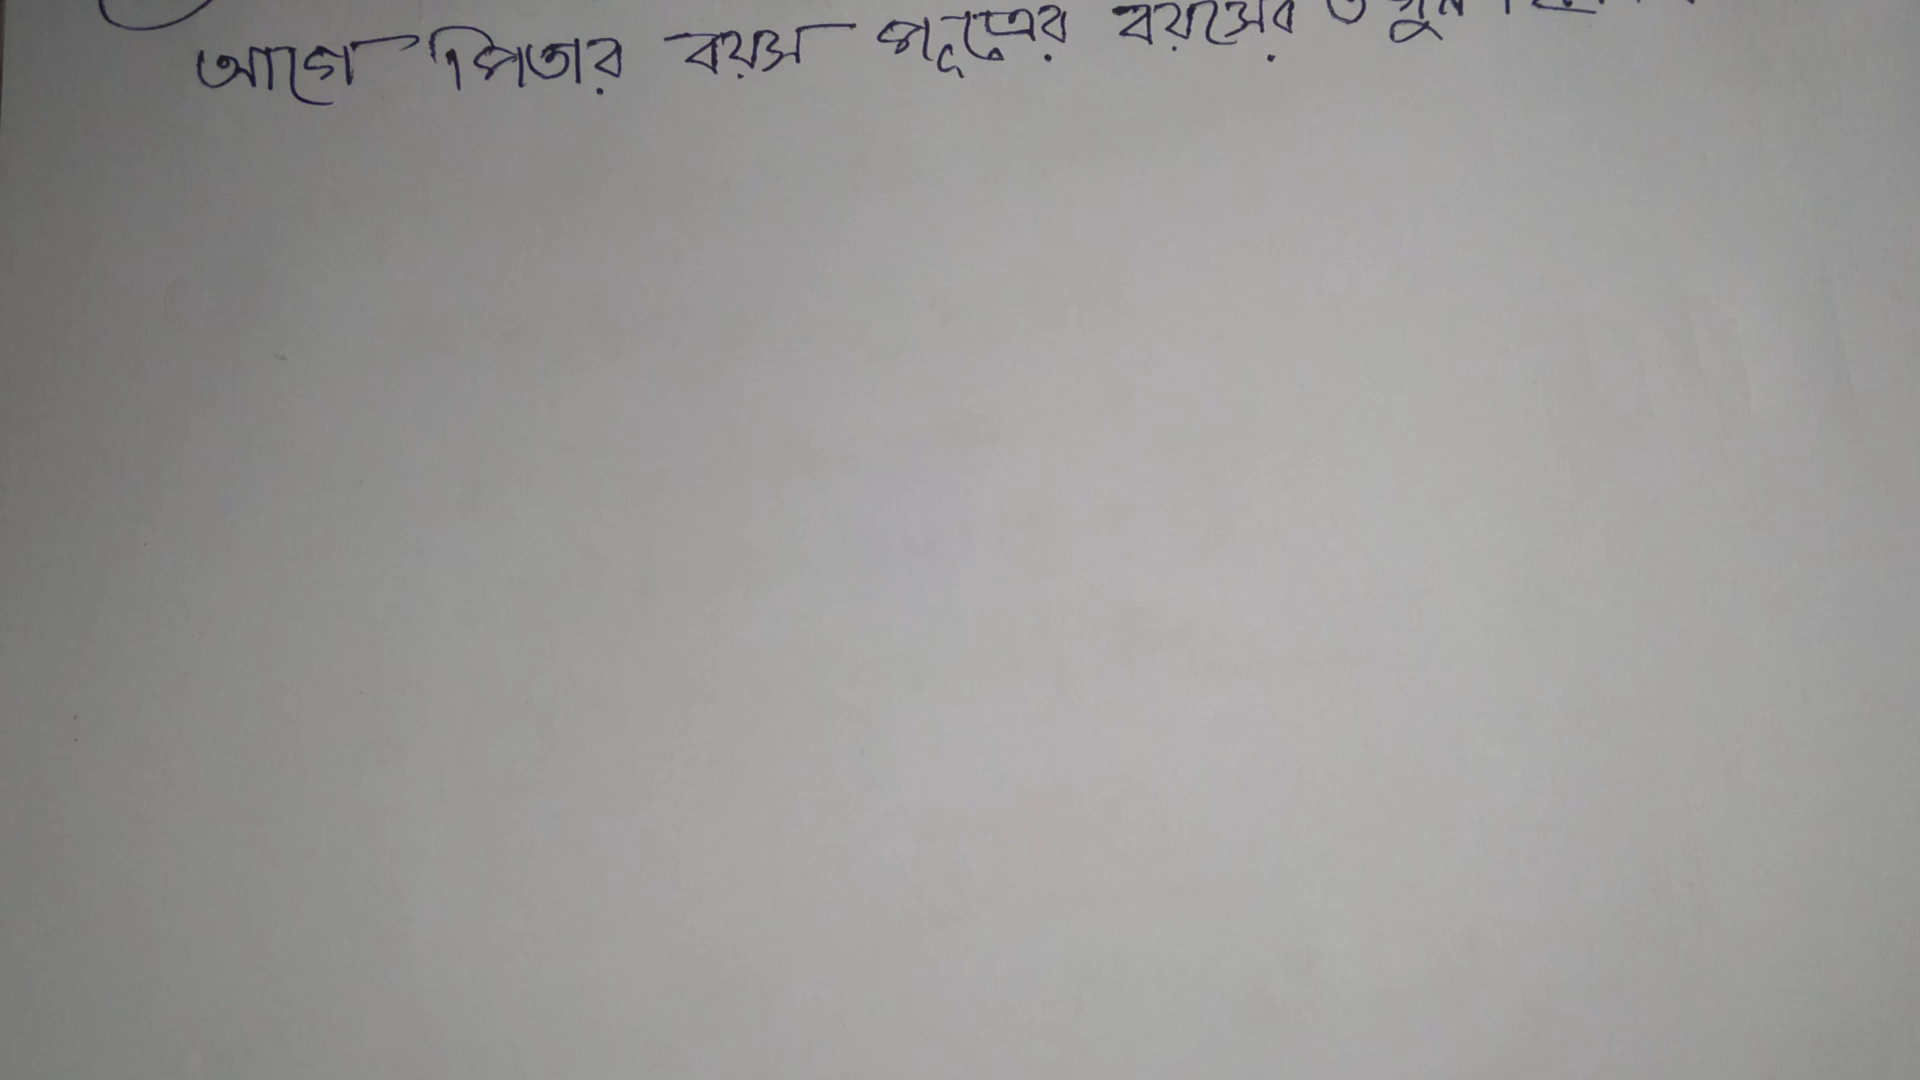 আগে পিতার বয়স পুত্রের বয়সের ৩ গুন